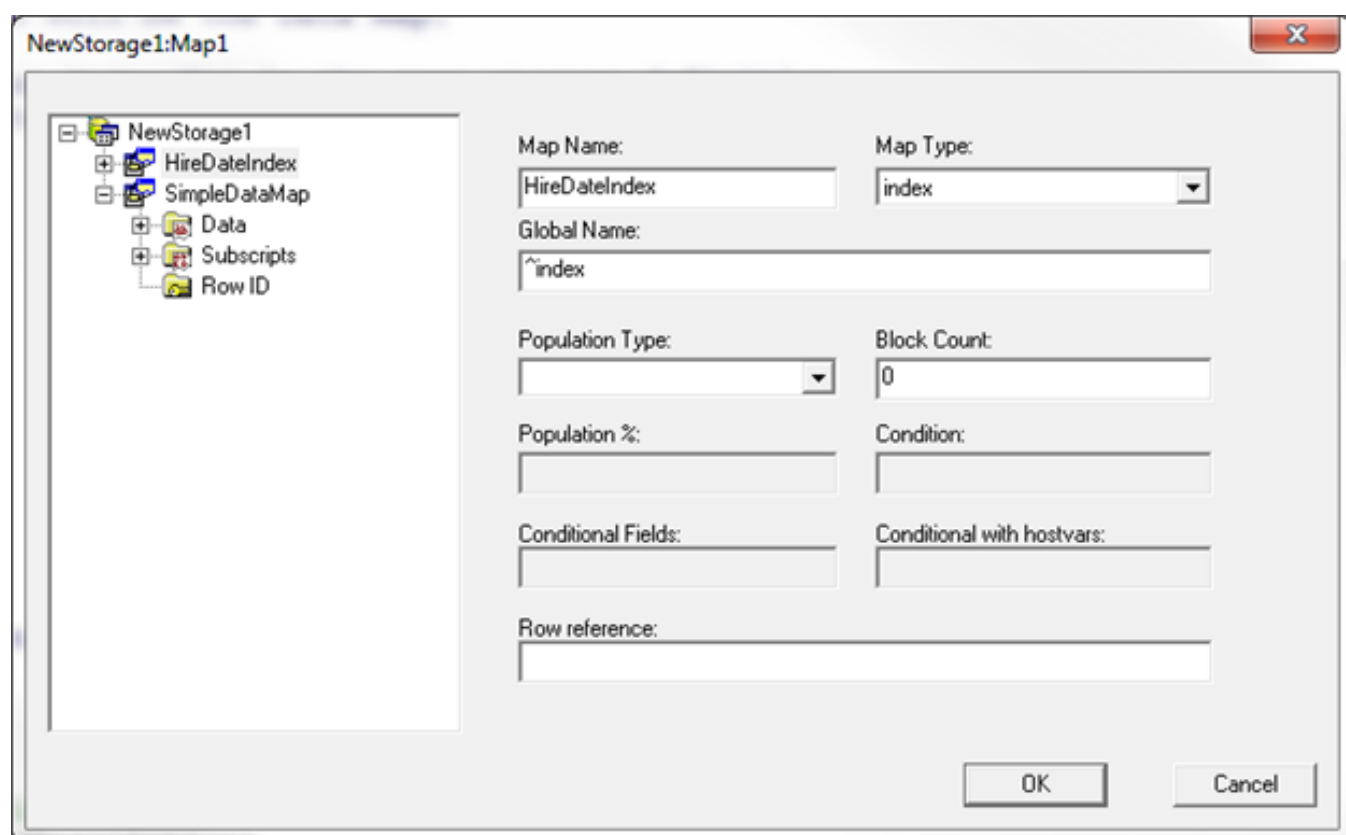 NewStorage1:Map1
NewStorage1
HireDateIndex
SimpleDataMap
Data
Subscripts
Row ID
Map Name:
Map Type:
HireDateIndex
index
Global Name:
^index
Population Type:
Block Count:
0
Population %:
Condition:
Conditional Fields:
Conditional with hostvars:
Row reference:
OK
Cancel